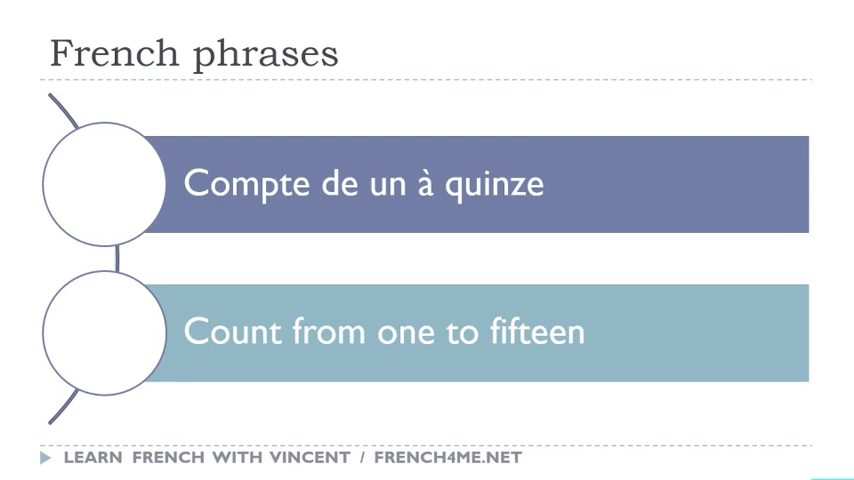 French phrases
Compte de un à quinze
Count from one to fifteen
LEARN FRENCH WITH VINCENT / FRENCH4ME.NET